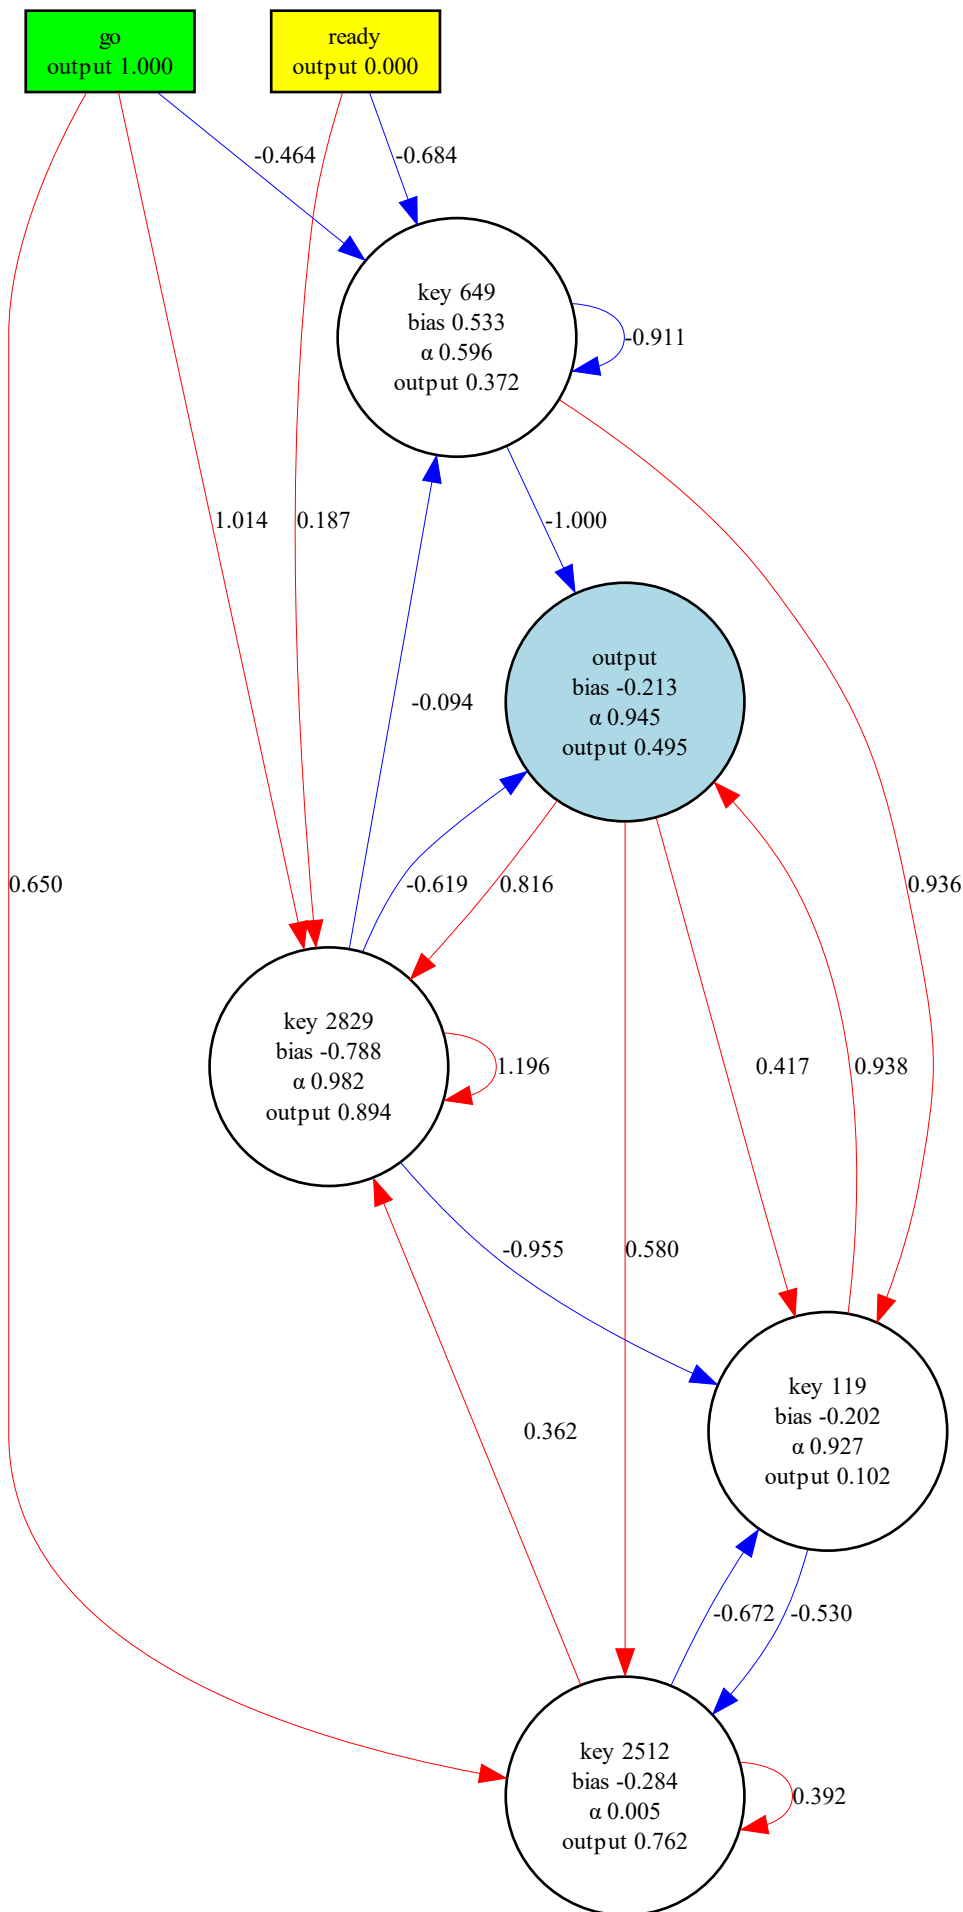 go
output 1.000
ready
output 0.000
-0.464
-0.684
key 649
bias 0.533
α 0.596
output 0.372
-0.911
1.014
0.187
-1.000
output
bias -0.213
α 0.945
output 0.495
-0.094
0.650
-0.619
0.816
0.936
key 2829
bias -0.788
α 0.982
output 0.894
1.196
0.417
0.938
-0.955
0.580
key 119
bias -0.202
α 0.927
output 0.102
0.362
-0.672
-0.530
key 2512
bias -0.284
α 0.005
output 0.762
0.392